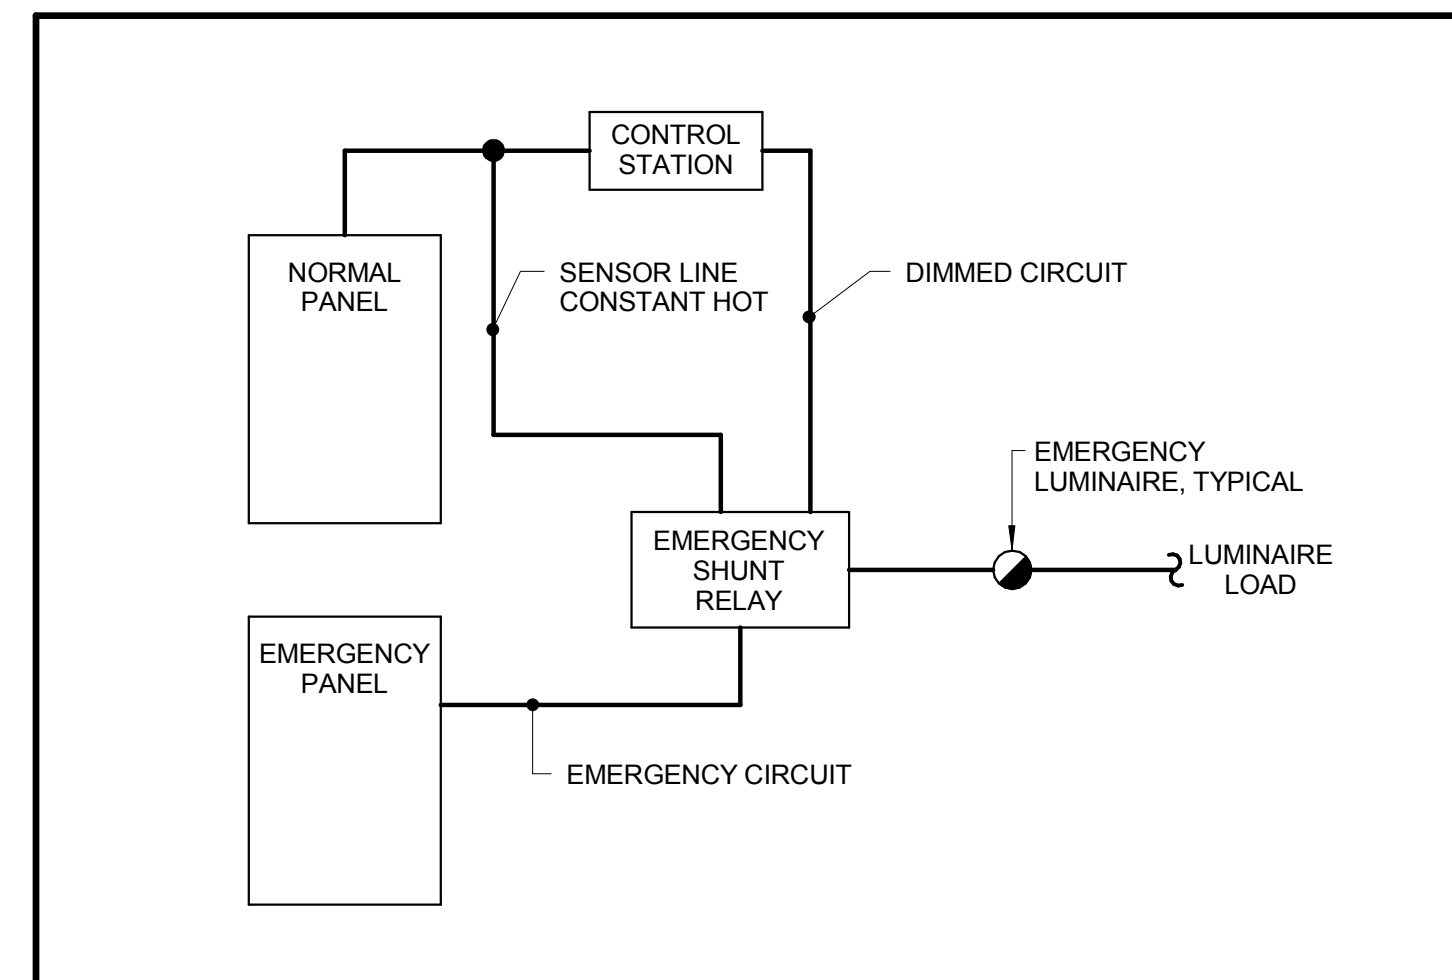 CONTROL
STATION
NORMAL
PANEL
SENSOR LINE
CONSTANT HOT
DIMMED CIRCUIT
EMERGENCY
LUMINAIRE, TYPICAL
EMERGENCY
SHUNT
RELAY
LUMINAIRE
LOAD
EMERGENCY
PANEL
EMERGENCY CIRCUIT